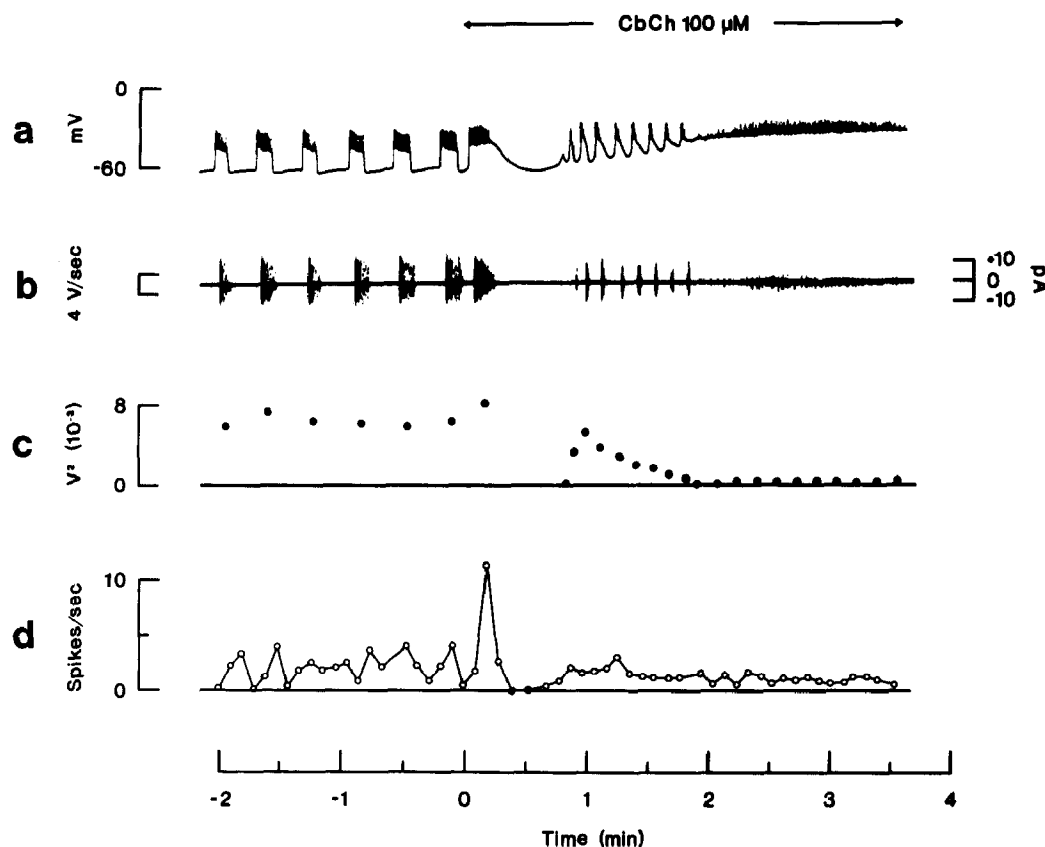 CbCh 100 µM
a
mV
0
-60
b
4 V/sec
+10
0
-10
pA
c
V² (10⁻³)
8
0
d
Spikes/sec
10
0
-2 -1 0 1 2 3 4
Time (min)